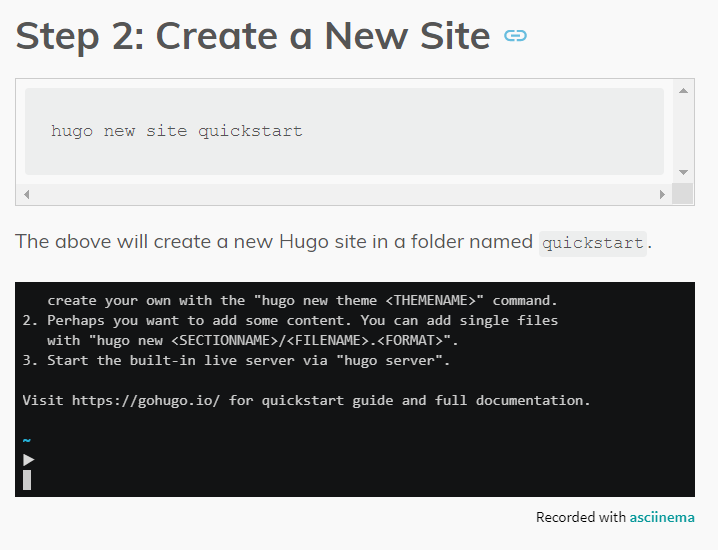 Step 2: Create a New Site
hugo new site quickstart
The above will create a new Hugo site in a folder named quickstart.
create your own with the "hugo new theme <THEMENAME>" command.
2. Perhaps you want to add some content. You can add single files
with "hugo new <SECTIONNAME>/<FILENAME>.<FORMAT>".
3. Start the built-in live server via "hugo server".
Visit https://gohugo.io/ for quickstart guide and full documentation.
~
Recorded with asciinema